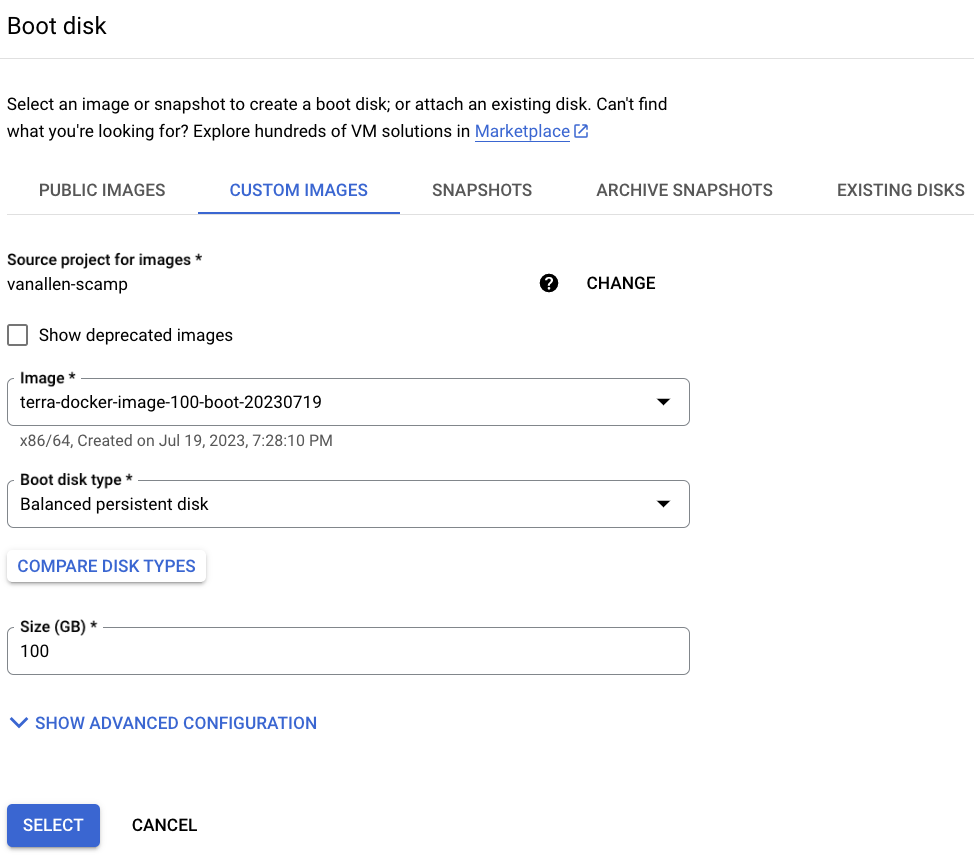 Boot disk
Select an image or snapshot to create a boot disk; or attach an existing disk. Can't find
what you're looking for? Explore hundreds of VM solutions in Marketplace
PUBLIC IMAGES CUSTOM IMAGES SNAPSHOTS ARCHIVE SNAPSHOTS EXISTING DISKS
Source project for images *
vanallen-scamp
? CHANGE
Show deprecated images
Image *
terra-docker-image-100-boot-20230719
x86/64, Created on Jul 19, 2023, 7:28:10 PM
Boot disk type *
Balanced persistent disk
COMPARE DISK TYPES
Size (GB) *
100
SHOW ADVANCED CONFIGURATION
SELECT CANCEL